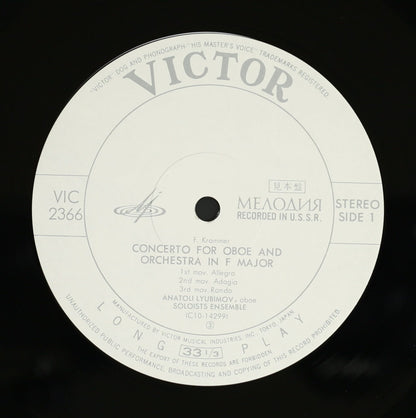 "VICTOR" DOG AND PHONOGRAPH "HIS MASTER'S VOICE" TRADEMARKS REGISTERED
VICTOR
VIC
2366
見本盤
МЕЛОДИЯ
RECORDED IN U.S.S.R.
STEREO
SIDE 1
F. Krommer
CONCERTO FOR OBOE AND
ORCHESTRA IN F MAJOR
1st mov. Allegro
2nd mov. Adagio
3rd mov. Rondo
ANATOLI LYUBIMOV, oboe
SOLOISTS ENSEMBLE
(C10-14299)
③
LONG 33 1/3 PLAY
MANUFACTURED BY VICTOR MUSICAL INDUSTRIES, INC. TOKYO, JAPAN
THE EXPORT OF THESE RECORDS ARE FORBIDDEN
UNAUTHORIZED PUBLIC PERFORMANCE, BROADCASTING AND COPYING OF THIS RECORD PROHIBITED